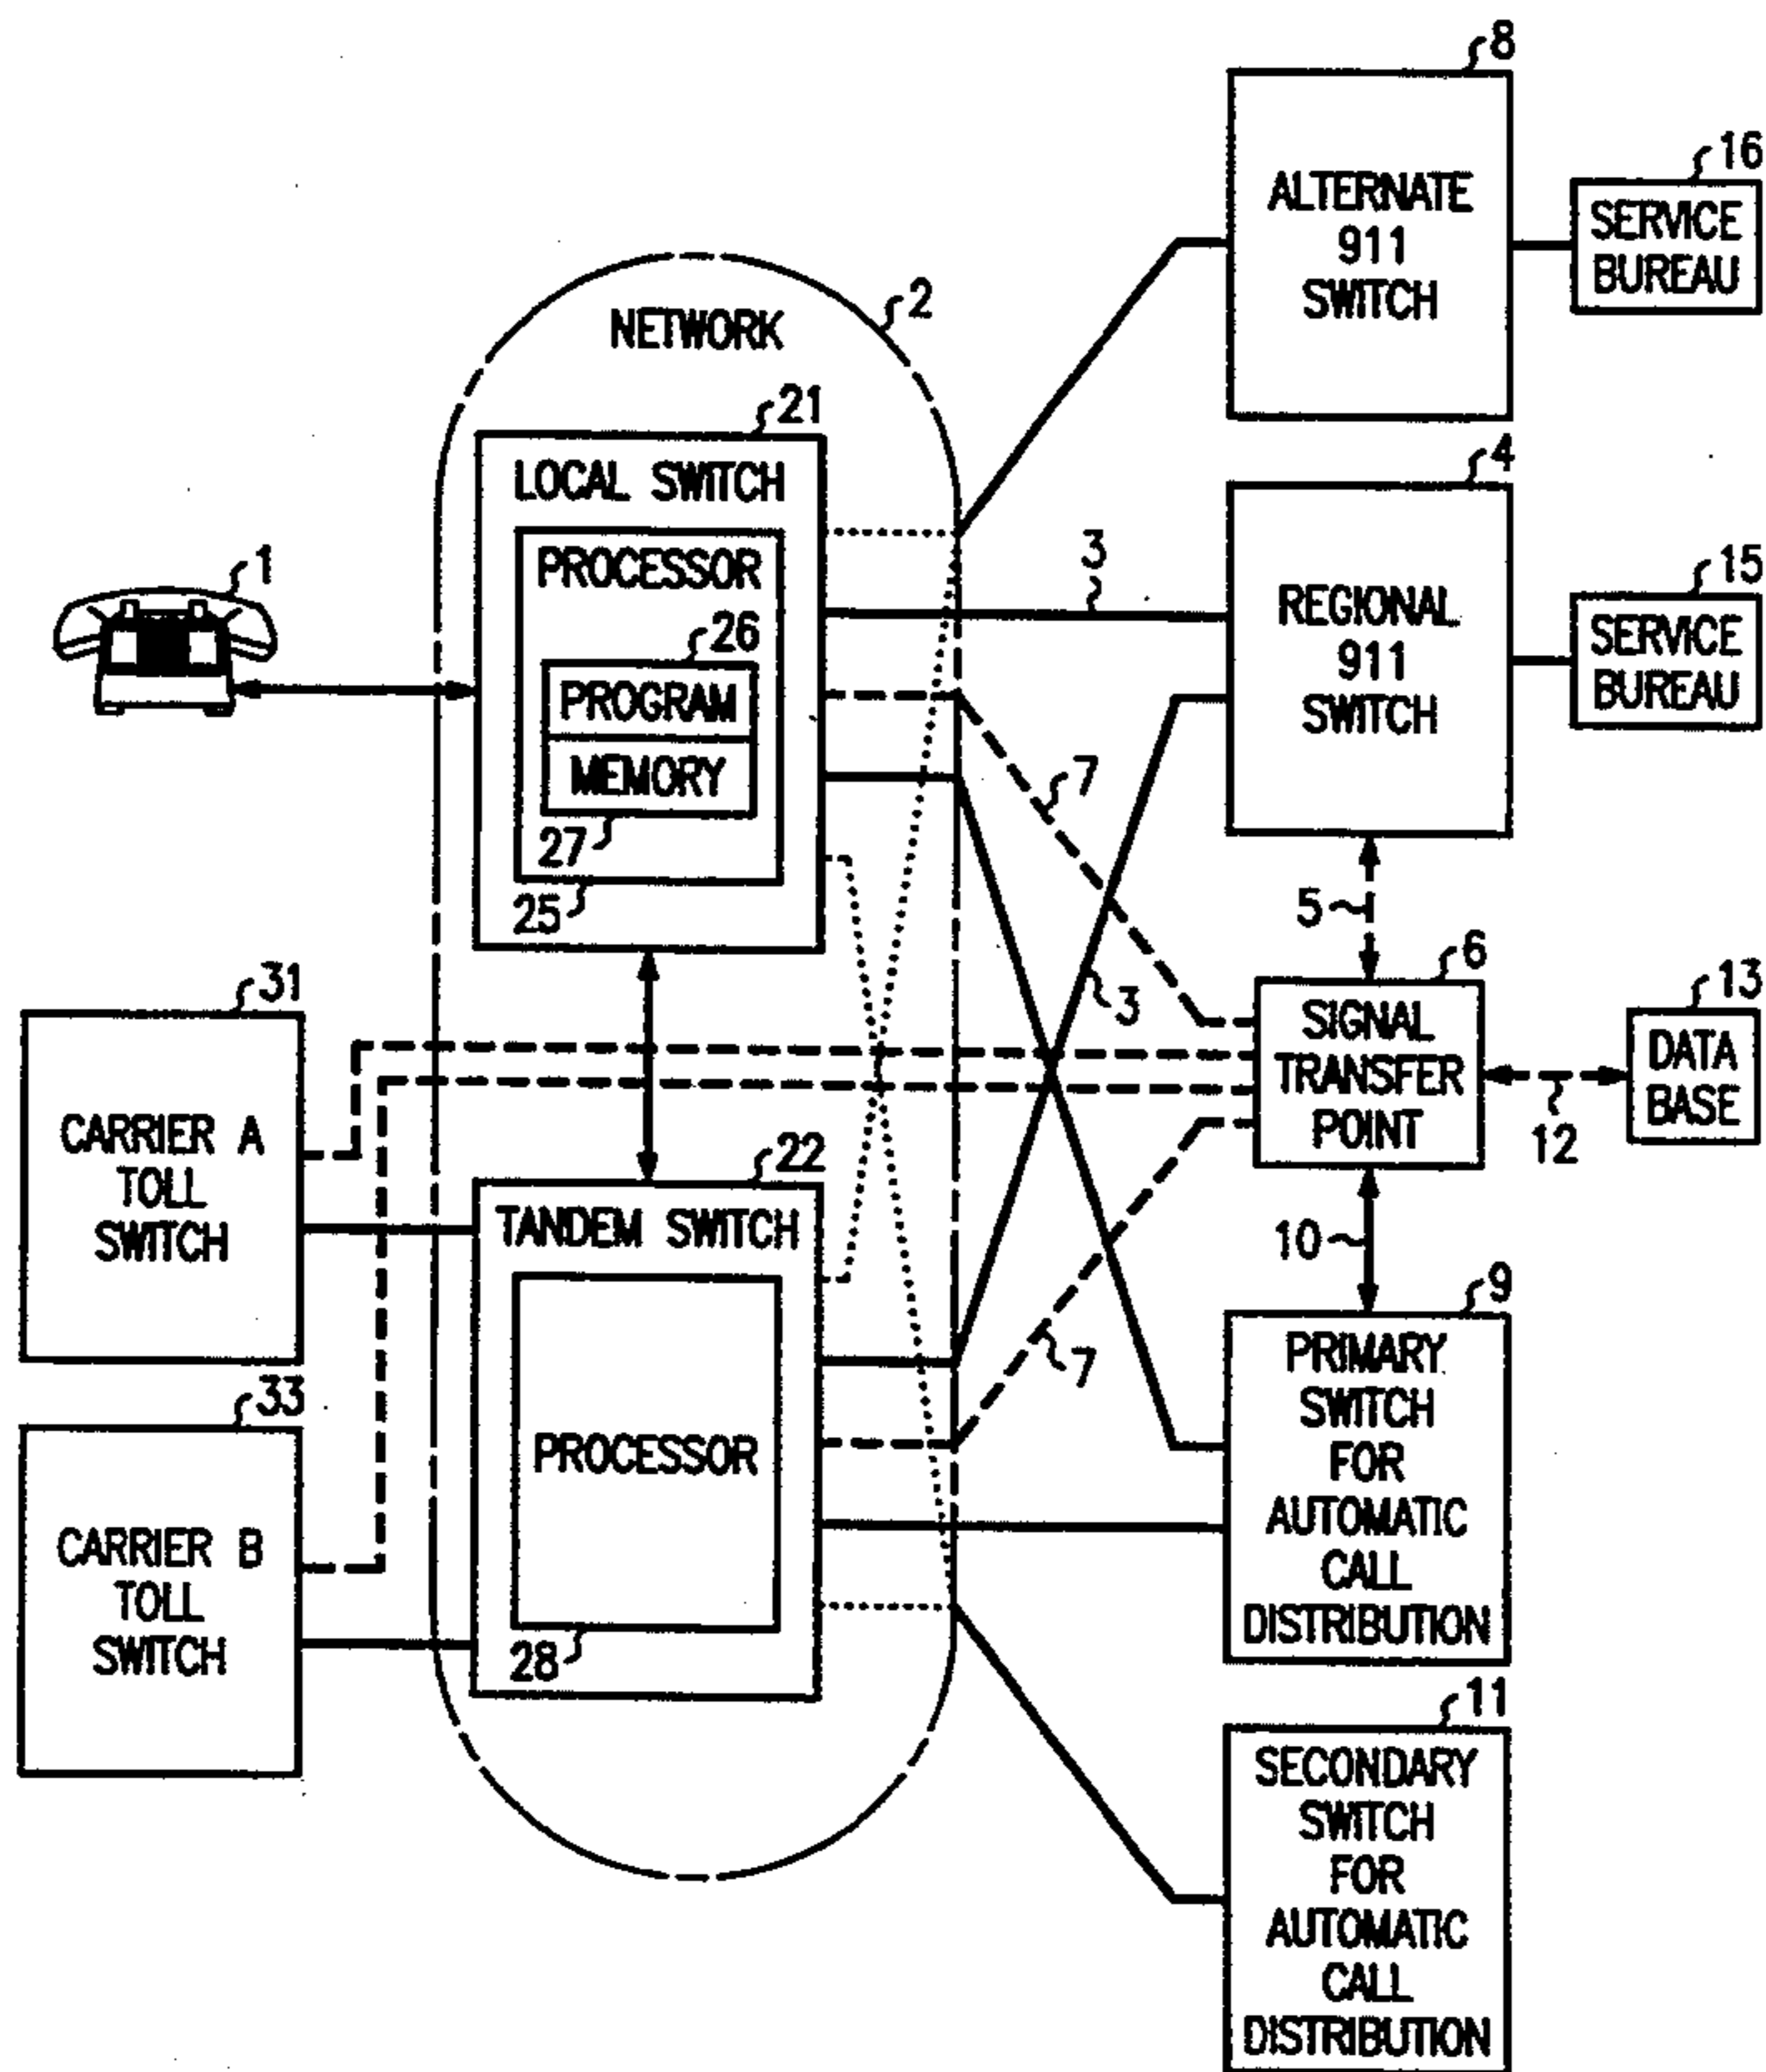 8
ALTERNATE
911
SWITCH
16
SERVICE
BUREAU
2
NETWORK
21
LOCAL SWITCH
PROCESSOR
26
PROGRAM
MEMORY
27
25
1
3
4
REGIONAL
911
SWITCH
15
SERVICE
BUREAU
7
5
3
6
SIGNAL
TRANSFER
POINT
13
DATA
BASE
12
31
CARRIER A
TOLL
SWITCH
22
TANDEM SWITCH
PROCESSOR
28
7
10
9
PRIMARY
SWITCH
FOR
AUTOMATIC
CALL
DISTRIBUTION
33
CARRIER B
TOLL
SWITCH
11
SECONDARY
SWITCH
FOR
AUTOMATIC
CALL
DISTRIBUTION